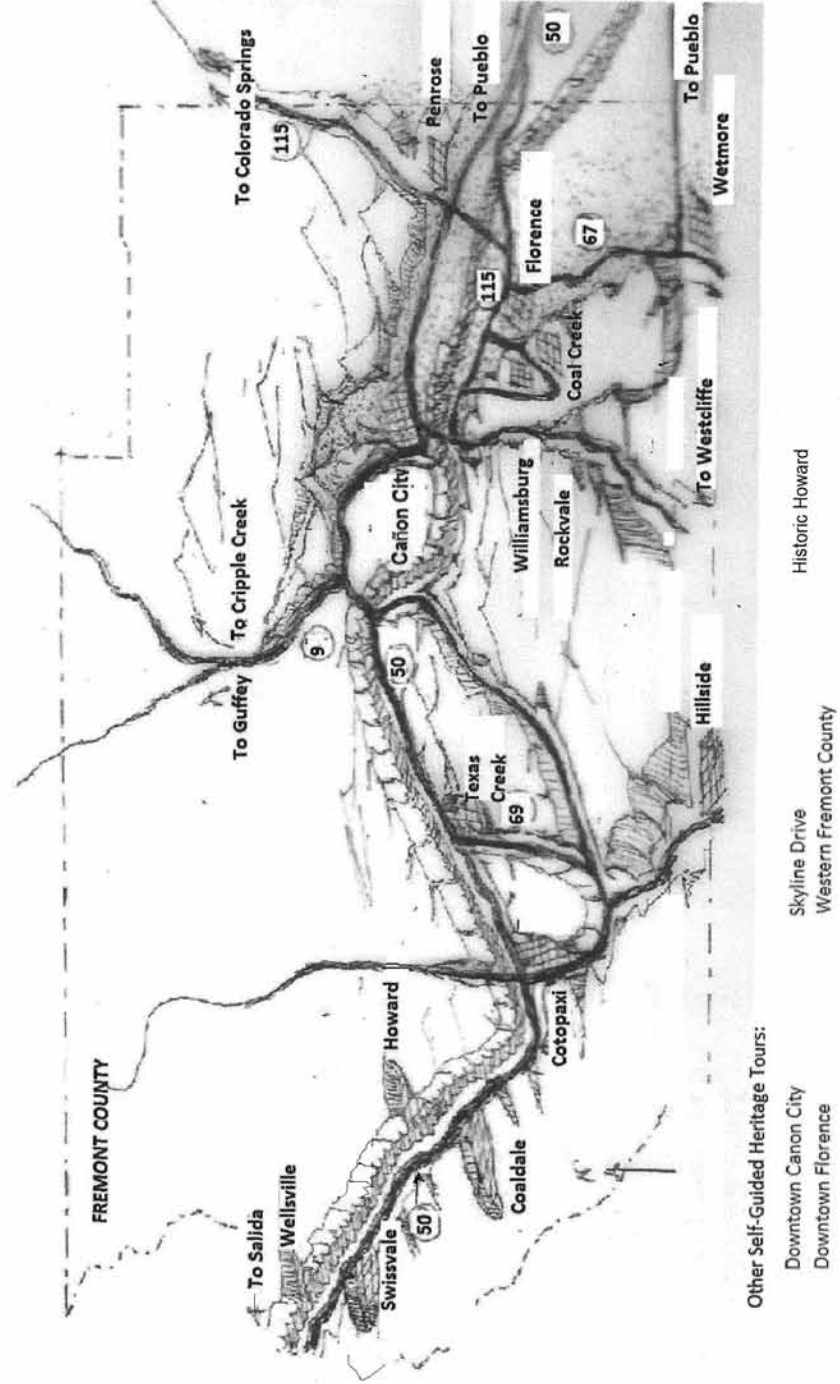 FREMONT COUNTY
To Salida
Wellsville
Swissvale
50
Howard
Coaldale
Cotopaxi
To Guffey
To Cripple Creek
9
50
Texas
Creek
69
Hillside
Cañon City
Williamsburg
Rockvale
To Westcliffe
Coal Creek
115
Florence
67
Wetmore
To Pueblo
To Colorado Springs
115
Penrose
To Pueblo
50
Other Self-Guided Heritage Tours:
Downtown Canon City
Downtown Florence
Skyline Drive
Western Fremont County
Historic Howard